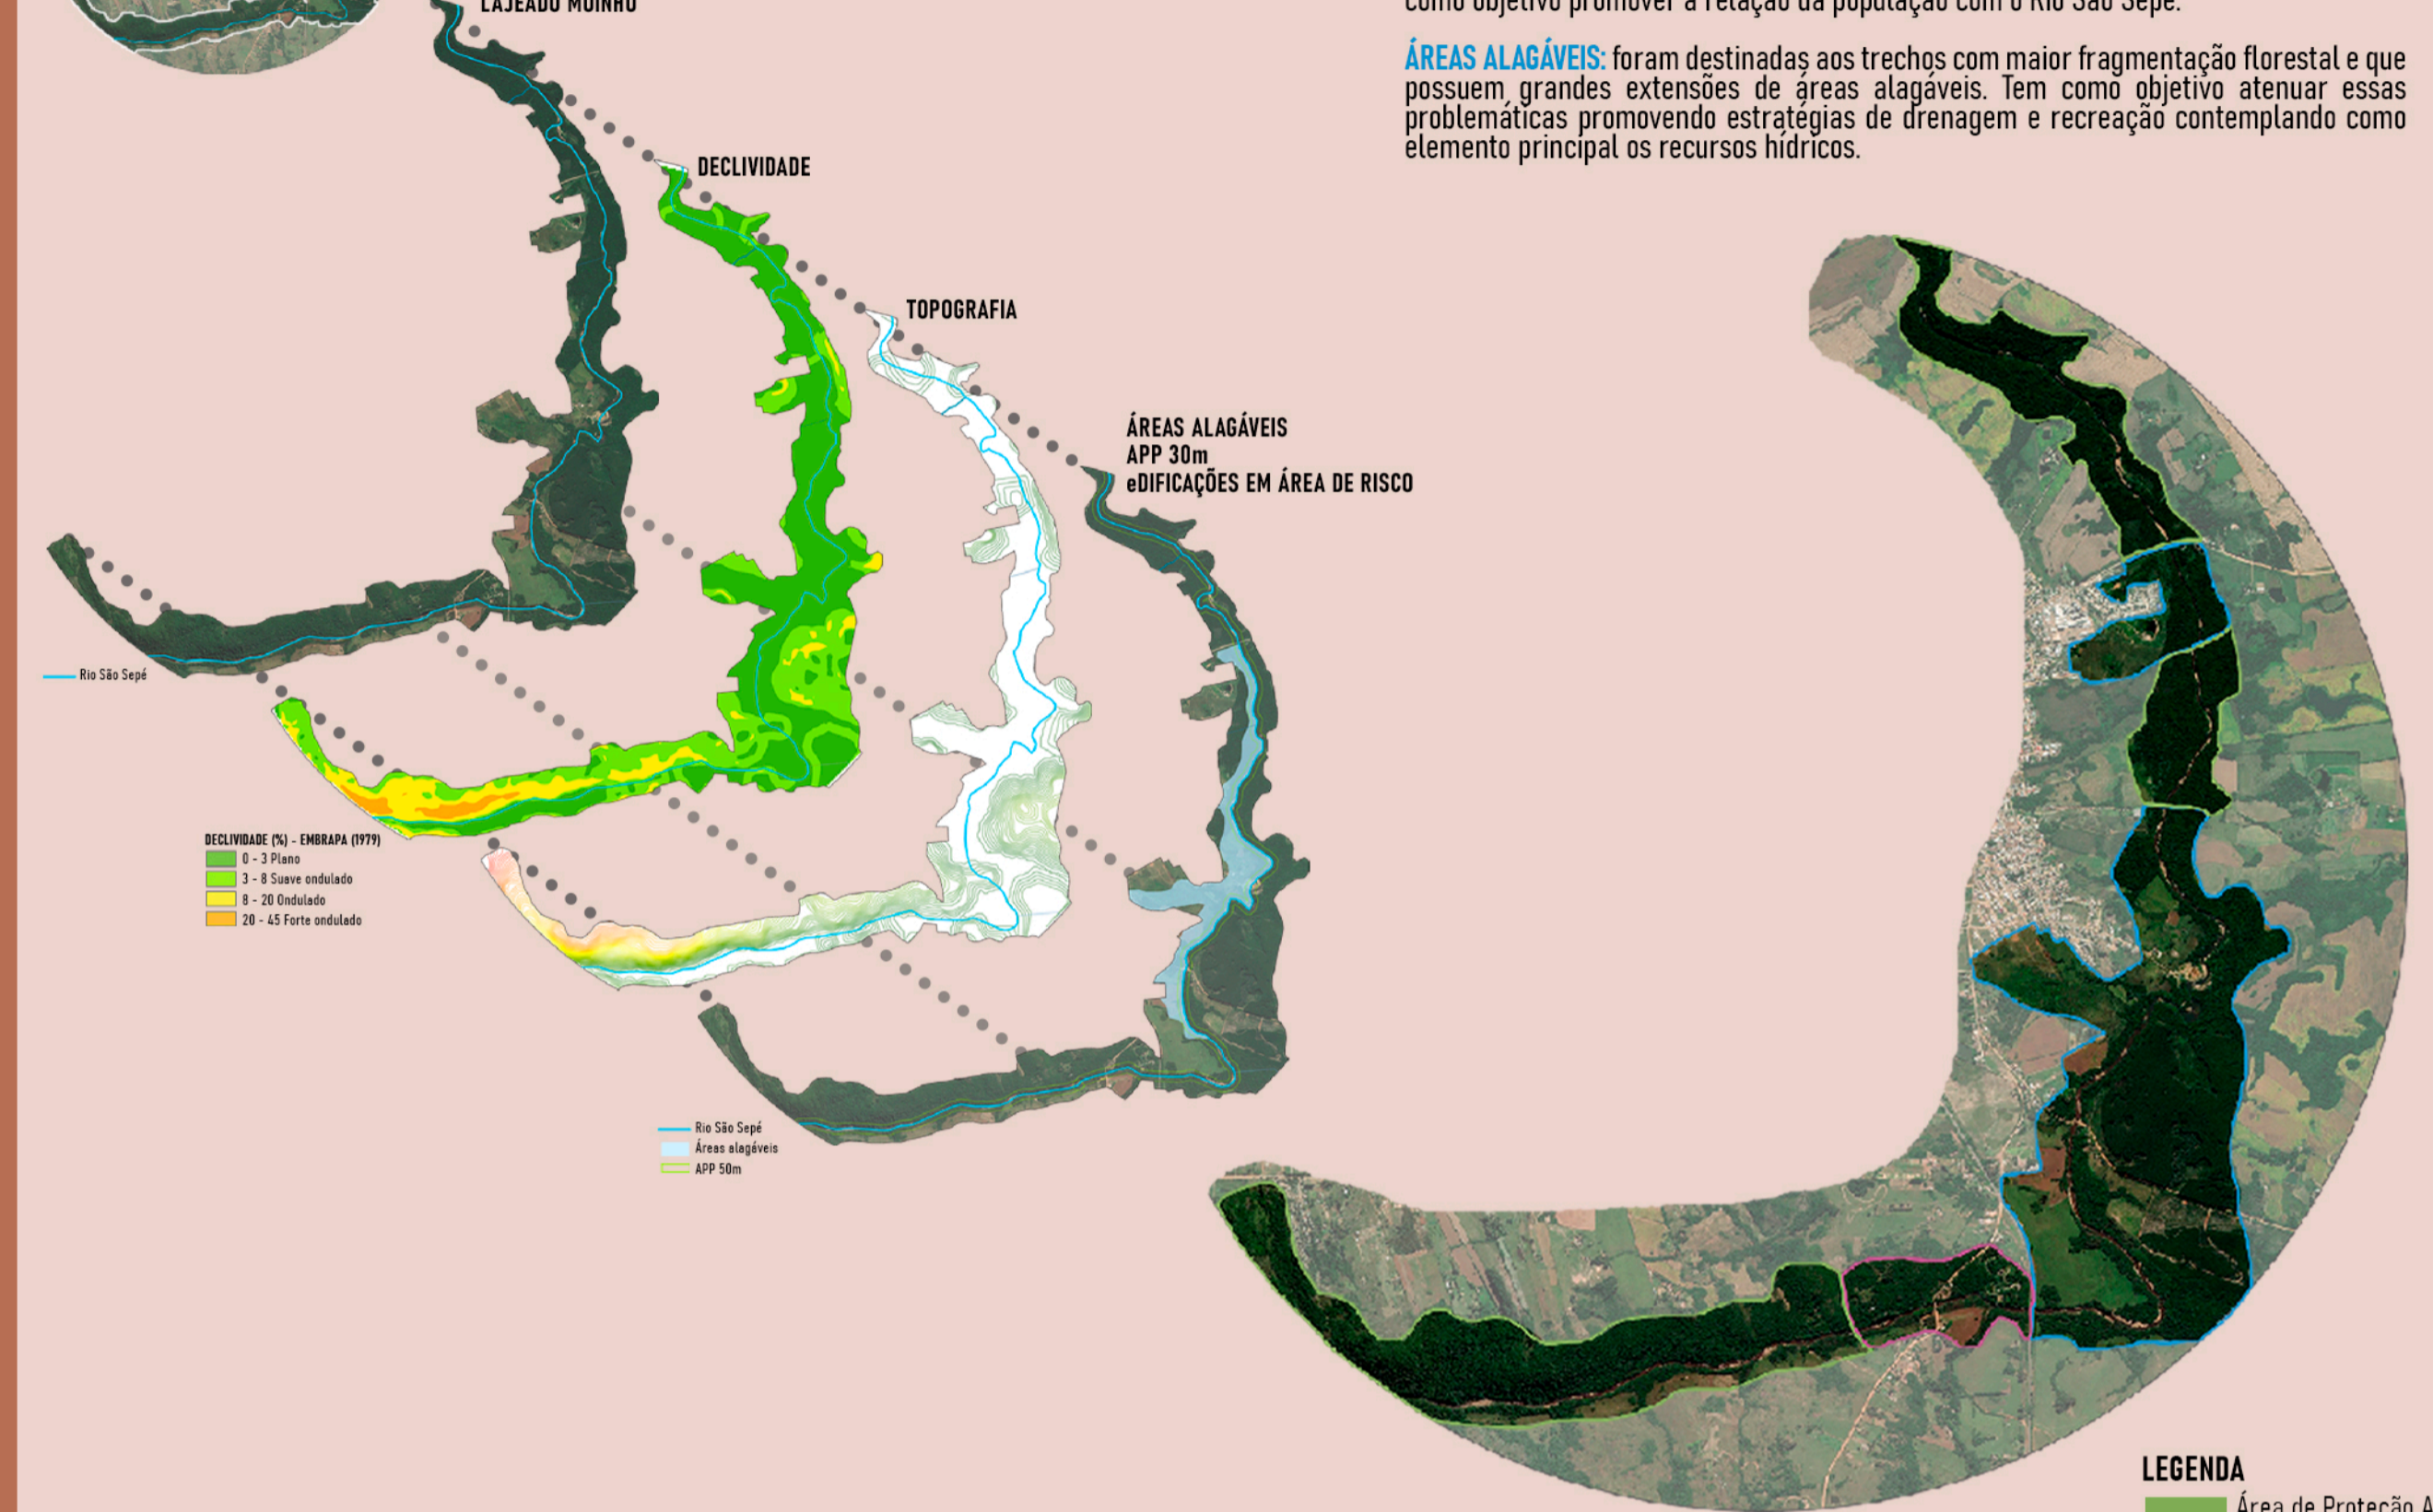 LAJEADO MOINHO
como objetivo promover a relação da população com o Rio São Sepé.
ÁREAS ALAGÁVEIS: foram destinadas aos trechos com maior fragmentação florestal e que
possuem grandes extensões de áreas alagáveis. Tem como objetivo atenuar essas
problemáticas promovendo estratégias de drenagem e recreação contemplando como
elemento principal os recursos hídricos.
DECLIVIDADE
TOPOGRAFIA
ÁREAS ALAGÁVEIS
APP 30m
eDIFICAÇÕES EM ÁREA DE RISCO
Rio São Sepé
DECLIVIDADE (%) - EMBRAPA (1979)
0 - 3 Plano
3 - 8 Suave ondulado
8 - 20 Ondulado
20 - 45 Forte ondulado
Rio São Sepé
Áreas alagáveis
APP 50m
LEGENDA
Área de Proteção A